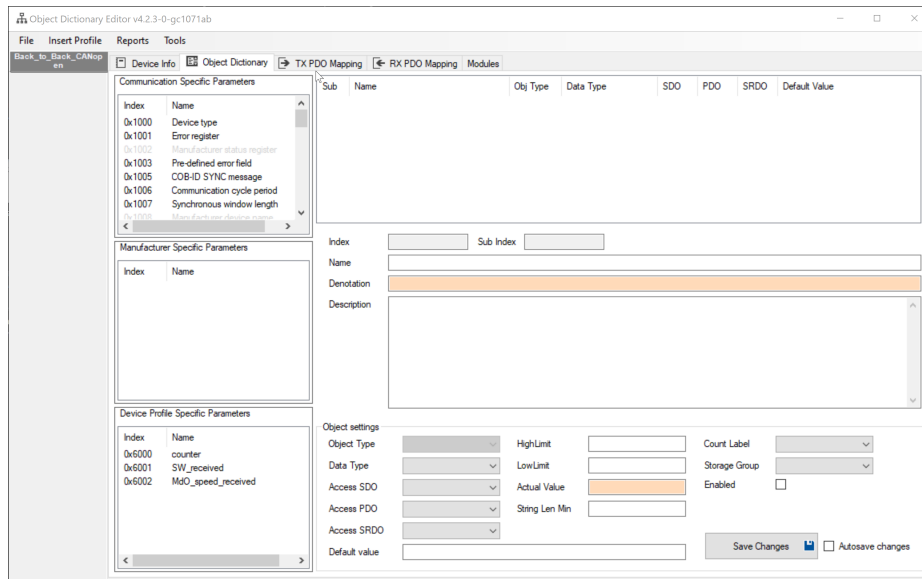 Object Dictionary Editor v4.2.3-0-gc1071ab
File Insert Profile Reports Tools
Back_to_Back_CANop
en
Device Info Object Dictionary TX PDO Mapping RX PDO Mapping Modules
Communication Specific Parameters
Index Name
0x1000 Device type
0x1001 Error register
0x1002 Manufacturer status register
0x1003 Pre-defined error field
0x1005 COB-ID SYNC message
0x1006 Communication cycle period
0x1007 Synchronous window length
0x1008 Manufacturer device name
Manufacturer Specific Parameters
Index Name
Device Profile Specific Parameters
Index Name
0x6000 counter
0x6001 SW_received
0x6002 MdO_speed_received
Sub Name Obj Type Data Type SDO PDO SRDO Default Value
Index Sub Index
Name
Denotation
Description
Object settings
Object Type HighLimit Count Label
Data Type LowLimit Storage Group
Access SDO Actual Value Enabled
Access PDO String Len Min
Access SRDO
Default value
Save Changes Autosave changes